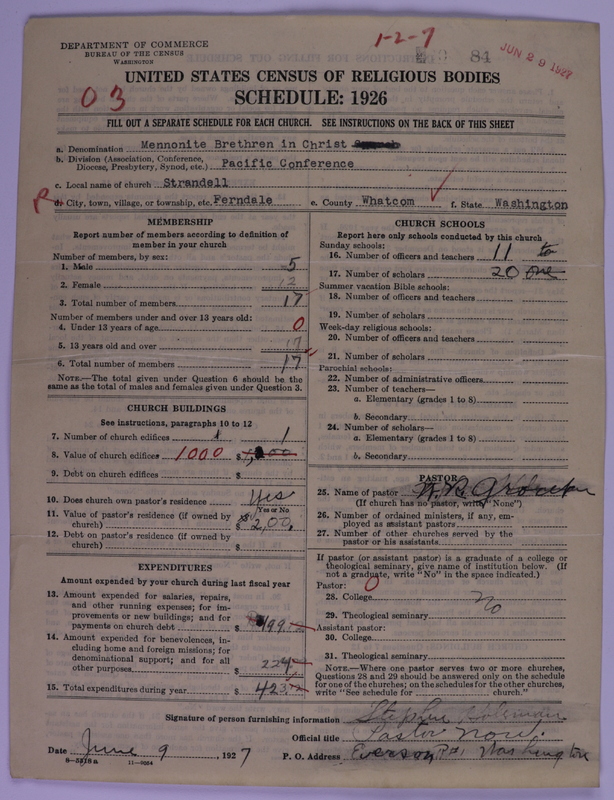 DEPARTMENT OF COMMERCE
BUREAU OF THE CENSUS
WASHINGTON
1-2-7
84
JUN 29 1927
UNITED STATES CENSUS OF RELIGIOUS BODIES
03
SCHEDULE: 1926
FILL OUT A SEPARATE SCHEDULE FOR EACH CHURCH. SEE INSTRUCTIONS ON THE BACK OF THIS SHEET
a. Denomination Mennonite Brethren in Christ
b. Division (Association, Conference, Diocese, Presbytery, Synod, etc.) Pacific Conference
c. Local name of church Strandell
R d. City, town, village, or township, etc. Ferndale e. County Whatcom f. State Washington
MEMBERSHIP
Report number of members according to definition of
member in your church
Number of members, by sex:
1. Male 5
2. Female 12
3. Total number of members 17
Number of members under and over 13 years old:
4. Under 13 years of age 0
5. 13 years old and over 17
6. Total number of members 17
NOTE.—The total given under Question 6 should be
same as the total of males and females given under Question 3.
CHURCH BUILDINGS
See instructions, paragraphs 10 to 12
7. Number of church edifices 1
8. Value of church edifices 1000 $
9. Debt on church edifices $
10. Does church own pastor's residence yes
Yes or No
11. Value of pastor's residence (if owned by
church) $ 200
12. Debt on pastor's residence (if owned by
church) $
EXPENDITURES
Amount expended by your church during last fiscal year
13. Amount expended for salaries, repairs,
and other running expenses; for im-
provements or new buildings; and for
payments on church debt $ 199
14. Amount expended for benevolences, in-
cluding home and foreign missions; for
denominational support; and for all
other purposes $ 224
15. Total expenditures during year $ 423
CHURCH SCHOOLS
Report here only schools conducted by this church
Sunday schools:
16. Number of officers and teachers 11 to
17. Number of scholars 20 one
Summer vacation Bible schools:
18. Number of officers and teachers
19. Number of scholars
Week-day religious schools:
20. Number of officers and teachers
21. Number of scholars
Parochial schools:
22. Number of administrative officers
23. Number of teachers—
a. Elementary (grades 1 to 8)
b. Secondary
24. Number of scholars—
a. Elementary (grades 1 to 8)
b. Secondary
PASTOR
25. Name of pastor W. B.
(If church has no pastor, write "None")
26. Number of ordained ministers, if any, em-
ployed as assistant pastors
27. Number of other churches served by the
pastor or his assistants
If pastor (or assistant pastor) is a graduate of a college or
theological seminary, give name of institution below. (If
not a graduate, write "No" in the space indicated.)
Pastor: 0
28. College no
29. Theological seminary
Assistant pastor:
30. College
31. Theological seminary
NOTE.—Where one pastor serves two or more churches,
Questions 28 and 29 should be answered only on the schedule
for one of the churches; on the schedules for the other churches,
write "See schedule for church."
Signature of person furnishing information Stephen
Official title Pastor now.
Date June 9, 1927 P. O. Address Everson R#1 Washington
8-5318 a 11-9084